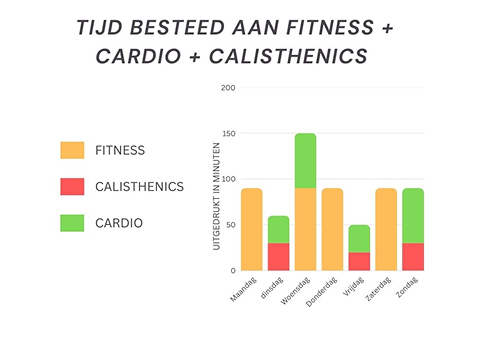 TIJD BESTEED AAN FITNESS +
CARDIO + CALISTHENICS
FITNESS
CALISTHENICS
CARDIO
UITGEDRUKT IN MINUTEN
200
150
100
50
0
Maandag
dinsdag
Woensdag
Donderdag
Vrijdag
Zaterdag
Zondag